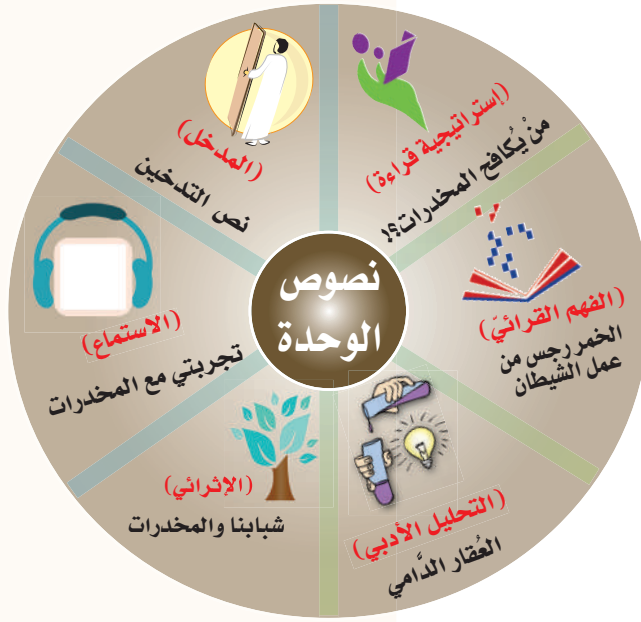 نصوص
الوحدة
(المدخل)
نص التدخين
(إستراتيجية قراءة)
منْ يُكافح المخدرات؟!
(الفهم القرائيّ)
الخمر رجس من
عمل الشيطان
(التحليل الأدبي)
العُقار الدَّامي
(الإثرائي)
شبابنا والمخدرات
(الاستماع)
تجربتي مع المخدرات